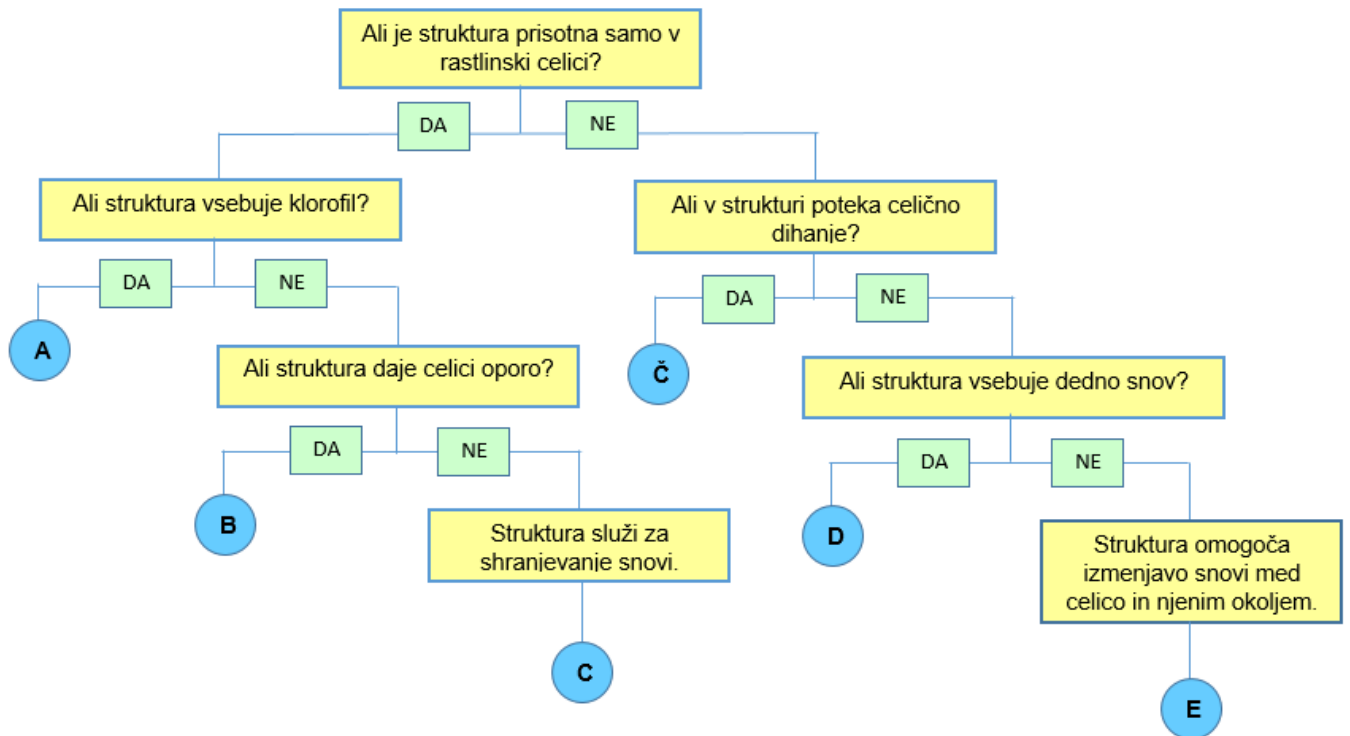 Ali je struktura prisotna samo v
rastlinski celici?
DA
NE
Ali struktura vsebuje klorofil?
Ali v strukturi poteka celično
dihanje?
DA
NE
DA
NE
A
Ali struktura daje celici oporo?
Č
Ali struktura vsebuje dedno snov?
DA
NE
DA
NE
B
Struktura služi za
shranjevanje snovi.
D
Struktura omogoča
izmenjavo snovi med
celico in njenim okoljem.
C
E